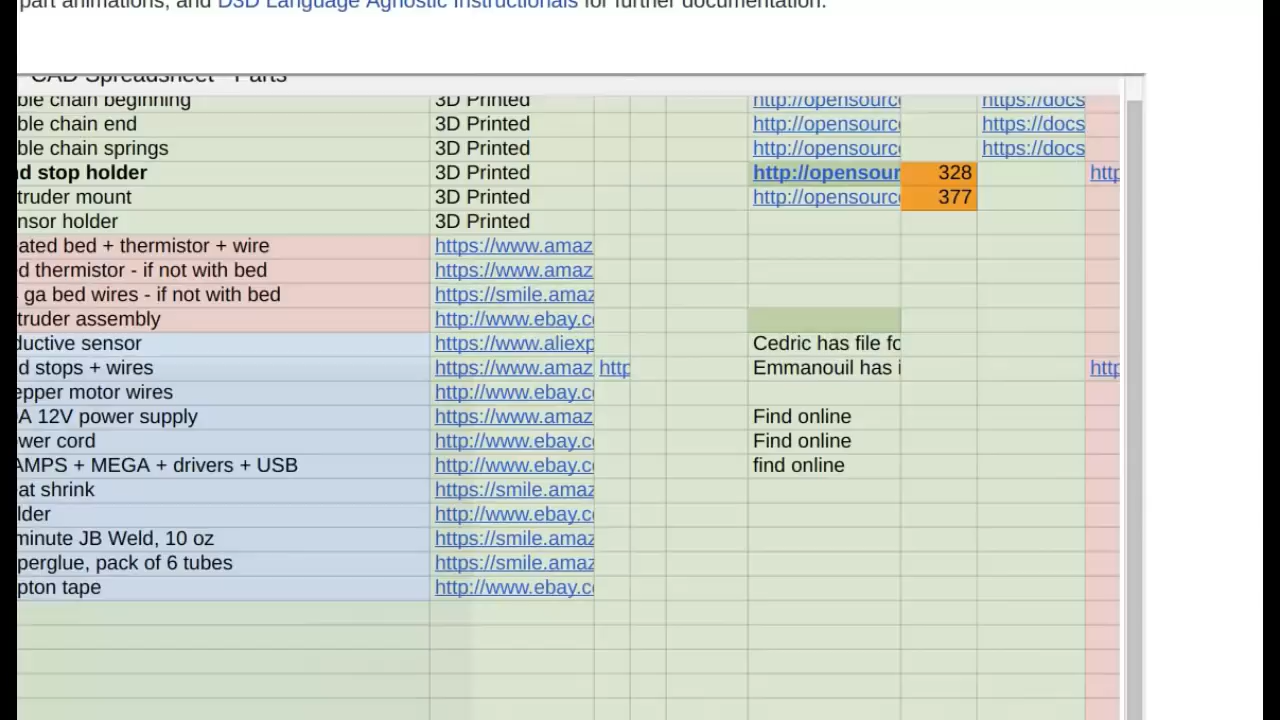 part animations, and D3D Language Agnostic Instructionals for further documentation.
CAD Spreadsheet - Parts
ble chain beginning 3D Printed http://opensourc https://docs
ble chain end 3D Printed http://opensourc https://docs
ble chain springs 3D Printed http://opensourc https://docs
d stop holder 3D Printed http://opensour 328 http
truder mount 3D Printed http://opensourc 377
nsor holder 3D Printed
ated bed + thermistor + wire https://www.amaz
d thermistor - if not with bed https://www.amaz
ga bed wires - if not with bed https://smile.amaz
truder assembly http://www.ebay.c
ductive sensor https://www.aliexp Cedric has file fo
d stops + wires https://www.amaz http Emmanouil has i http
epper motor wires http://www.ebay.c
A 12V power supply https://www.amaz Find online
wer cord http://www.ebay.c Find online
AMPS + MEGA + drivers + USB http://www.ebay.c find online
at shrink https://smile.amaz
lder http://www.ebay.c
minute JB Weld, 10 oz https://smile.amaz
perglue, pack of 6 tubes https://smile.amaz
pton tape http://www.ebay.c